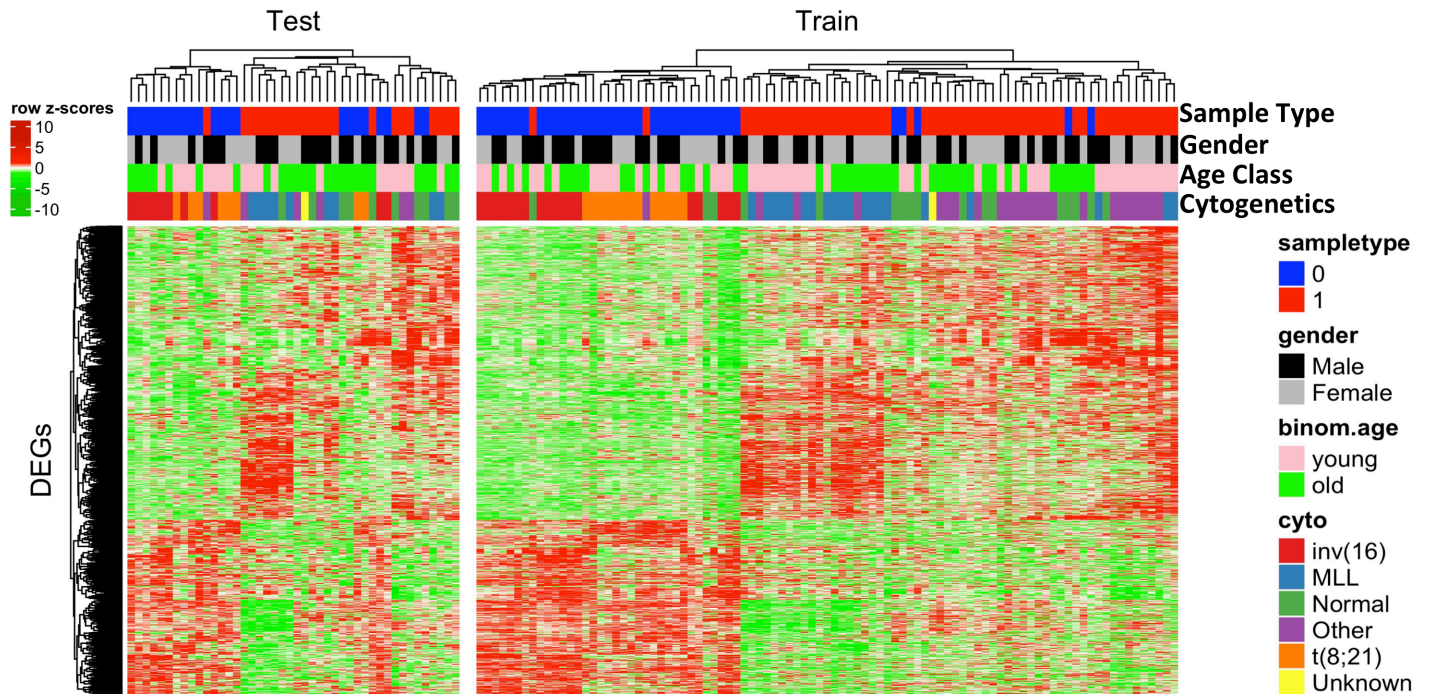 Test
Train
row z-scores
10
5
0
-5
-10
Sample Type
Gender
Age Class
Cytogenetics
DEGs
sampletype
0
1
gender
Male
Female
binom.age
young
old
cyto
inv(16)
MLL
Normal
Other
t(8;21)
Unknown